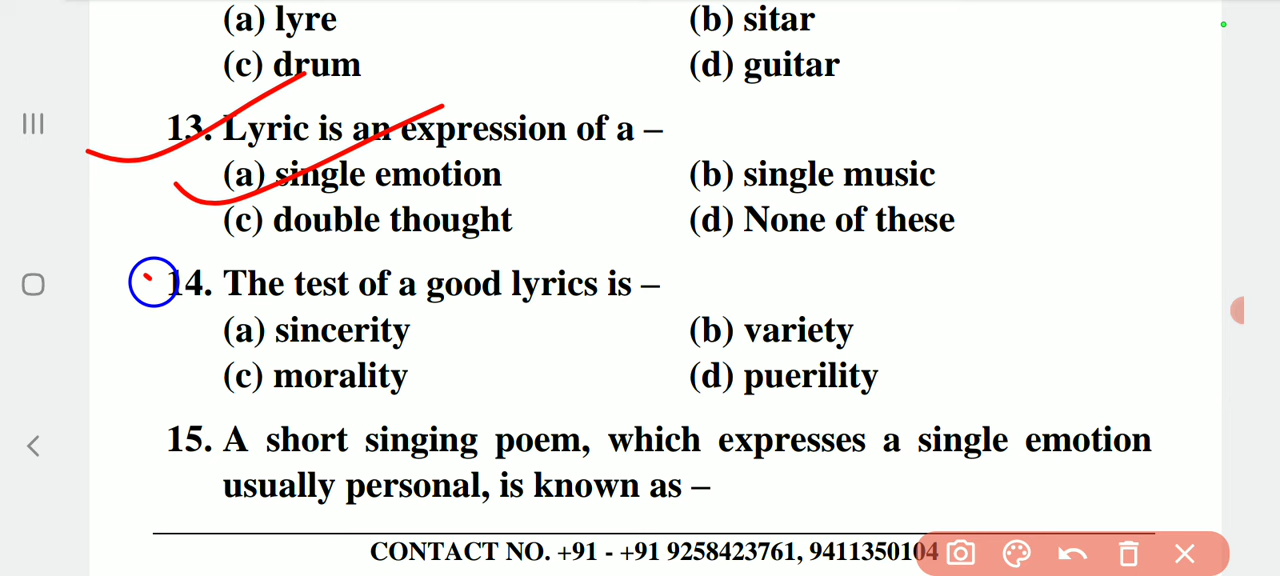 (a) lyre (b) sitar
(c) drum (d) guitar
13. Lyric is an expression of a –
(a) single emotion (b) single music
(c) double thought (d) None of these
14. The test of a good lyrics is –
(a) sincerity (b) variety
(c) morality (d) puerility
15. A short singing poem, which expresses a single emotion
usually personal, is known as –
CONTACT NO. +91 - +91 9258423761, 9411350104